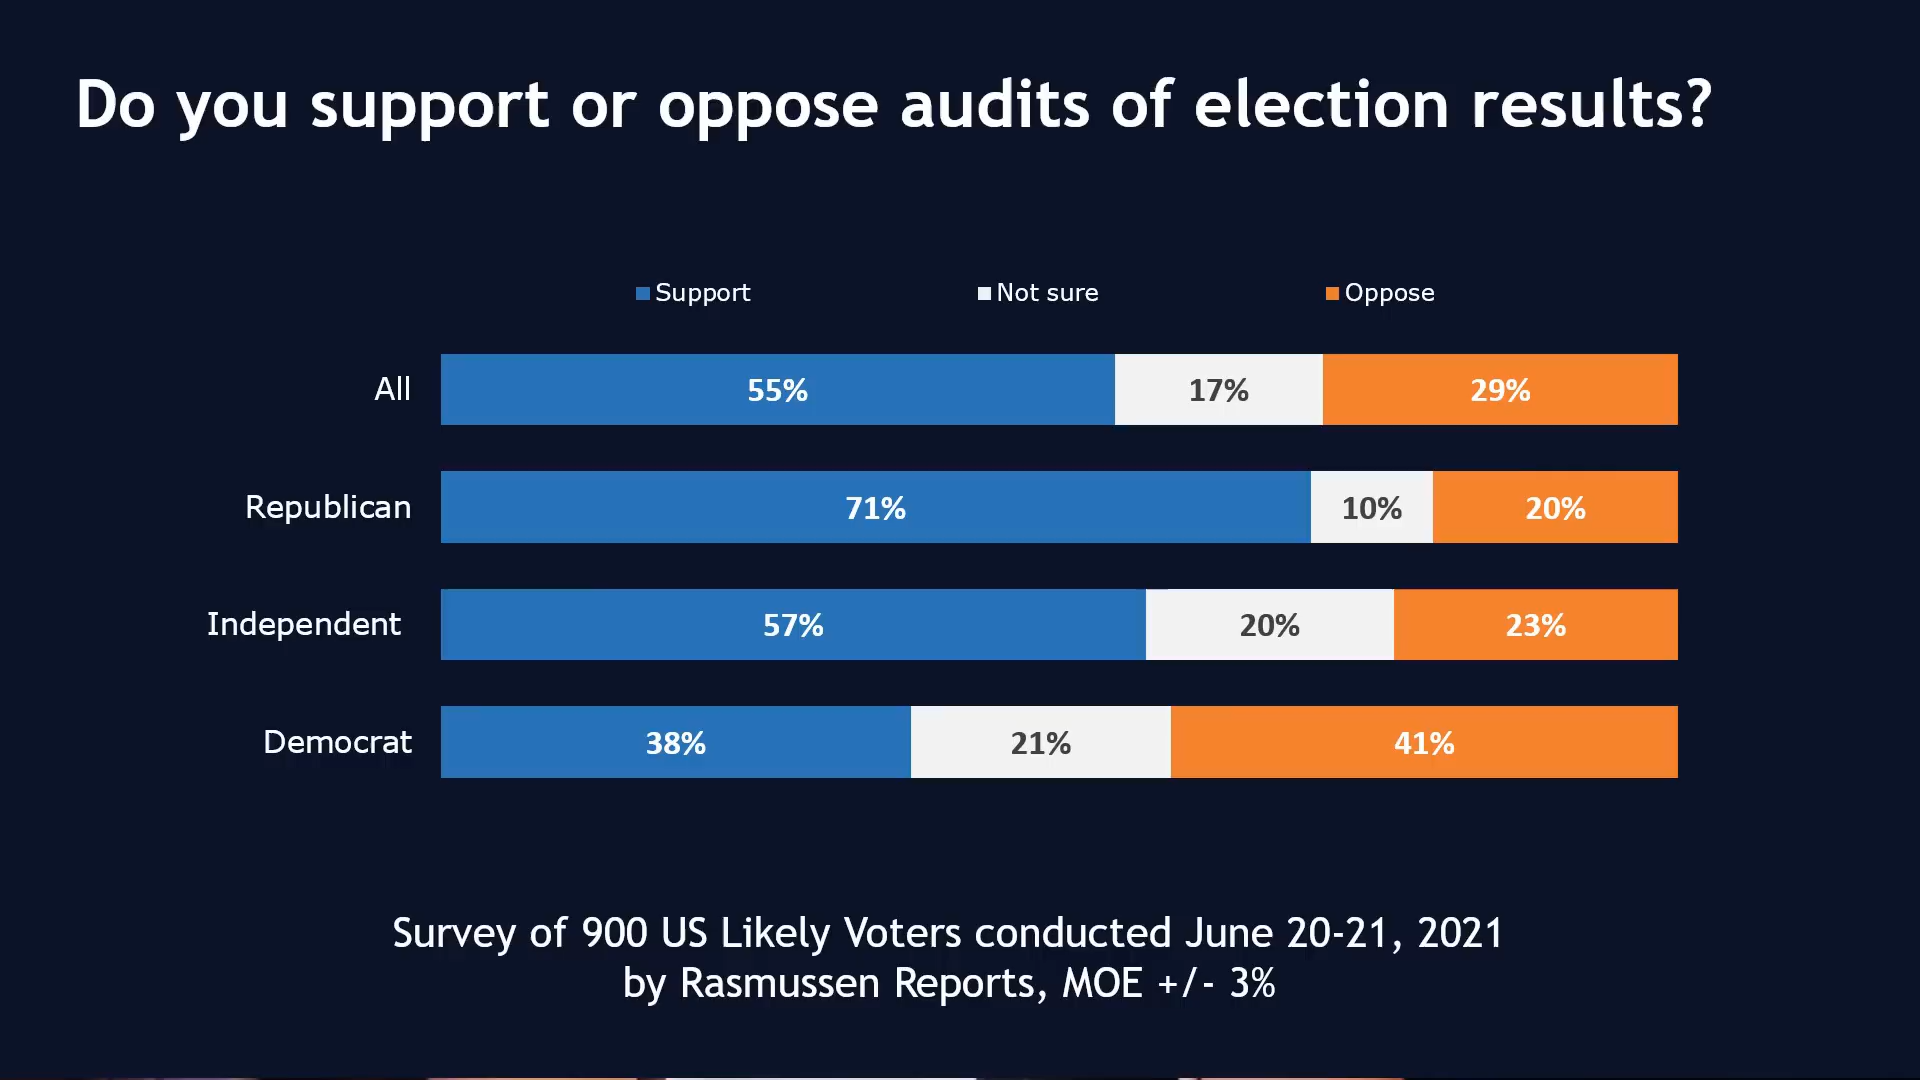 Do you support or oppose audits of election results?
Support Not sure Oppose
All 55% 17% 29%
Republican 71% 10% 20%
Independent 57% 20% 23%
Democrat 38% 21% 41%
Survey of 900 US Likely Voters conducted June 20-21, 2021
by Rasmussen Reports, MOE +/- 3%